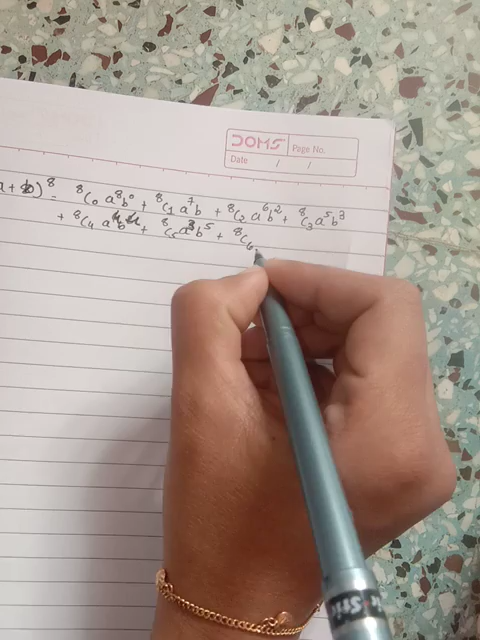 DOMS Page No.
Date / /
a + b)⁸ = ⁸C₀ a⁸b⁰ + ⁸C₁ a⁷b + ⁸C₂ a⁶b² + ⁸C₃ a⁵b³
+ ⁸C₄ a⁴b⁴ + ⁸C₅ a³b⁵ + ⁸C₆